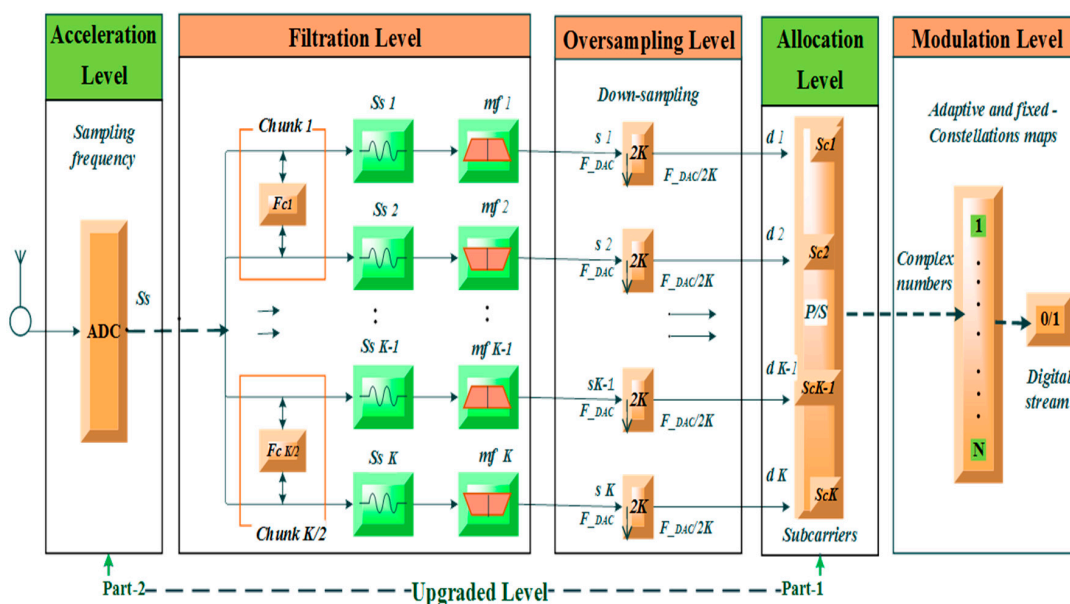 Acceleration
Level
Filtration Level
Oversampling Level
Allocation
Level
Modulation Level
Sampling
frequency
ADC
Ss
Chunk 1
Fc1
Ss 1
mf 1
Ss 2
mf 2
Ss K-1
mf K-1
Fc K/2
Ss K
mf K
Chunk K/2
Down-sampling
s 1
F_DAC
2K
F_DAC/2K
s 2
F_DAC
2K
F_DAC/2K
sK-1
F_DAC
2K
F_DAC/2K
s K
F_DAC
2K
F_DAC/2K
d 1
Sc1
d 2
Sc2
P/S
d K-1
ScK-1
d K
ScK
Subcarriers
Adaptive and fixed -
Constellations maps
Complex
numbers
1
N
0/1
Digital
stream
Part-2
Upgraded Level
Part-1